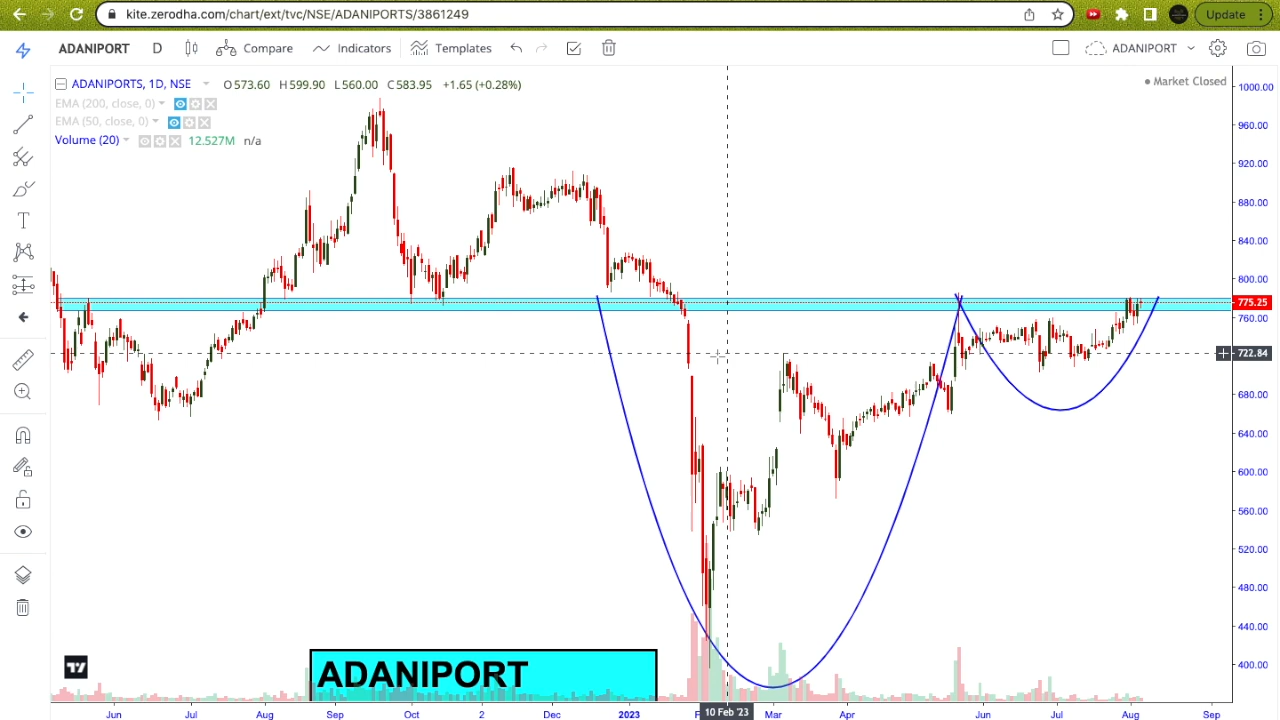 kite.zerodha.com/chart/ext/tvc/NSE/ADANIPORTS/3861249
Update
ADANIPORT D Compare Indicators Templates ADANIPORT
ADANIPORTS, 1D, NSE O573.60 H599.90 L560.00 C583.95 +1.65 (+0.28%)
Market Closed
EMA (200, close, 0)
EMA (50, close, 0)
Volume (20) 12.527M n/a
1000.00
960.00
920.00
880.00
840.00
800.00
775.25
760.00
722.84
680.00
640.00
600.00
560.00
520.00
480.00
440.00
400.00
ADANIPORT
Jun Jul Aug Sep Oct 2 Dec 2023 F 10 Feb '23 Mar Apr Jun Jul Aug Sep